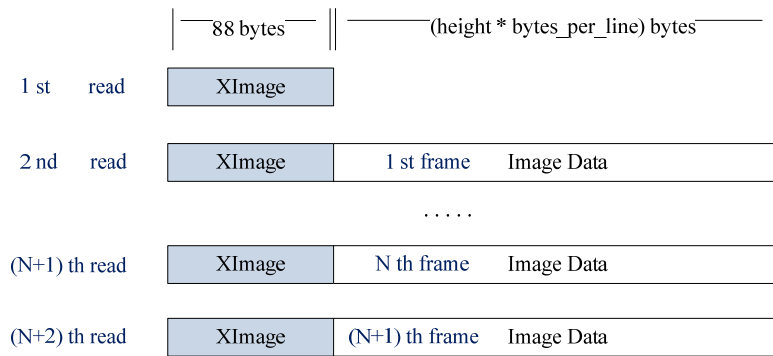 88 bytes (height * bytes_per_line) bytes
1 st read XImage
2 nd read XImage 1 st frame Image Data
. . . . .
(N+1) th read XImage N th frame Image Data
(N+2) th read XImage (N+1) th frame Image Data